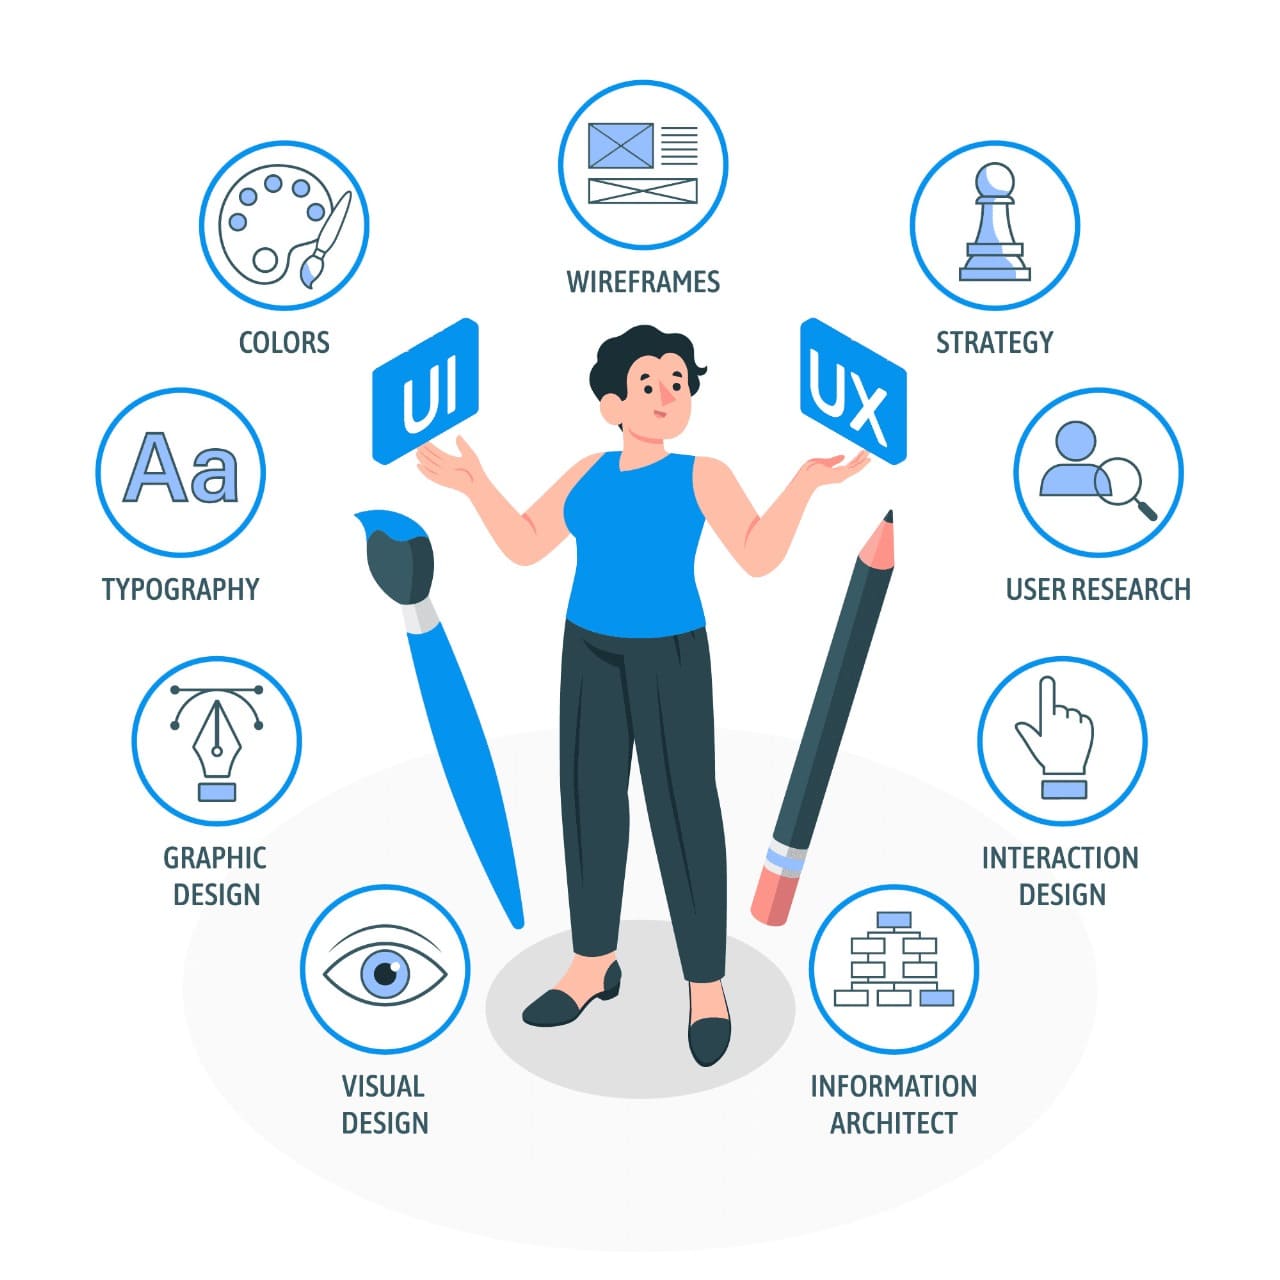 WIREFRAMES
COLORS
STRATEGY
UI
UX
Aa
TYPOGRAPHY
USER RESEARCH
GRAPHIC
DESIGN
INTERACTION
DESIGN
VISUAL
DESIGN
INFORMATION
ARCHITECT